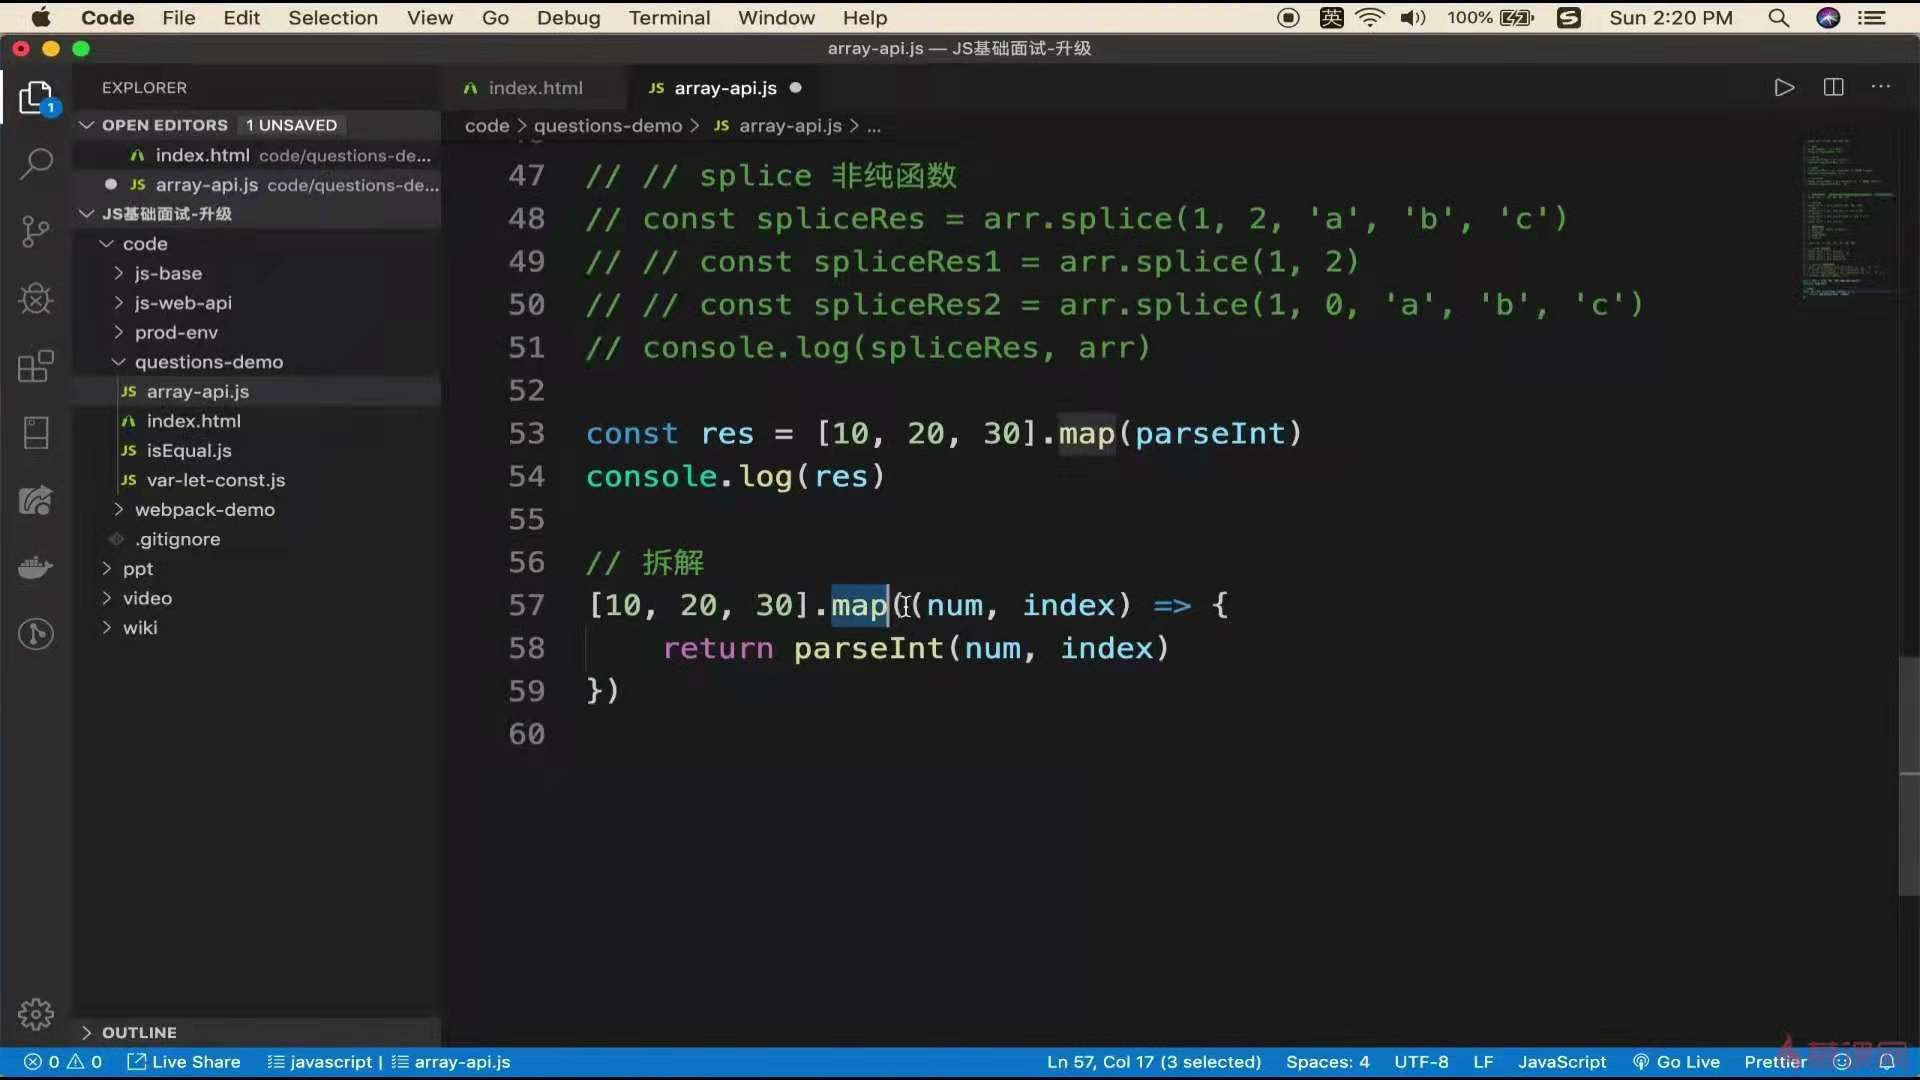 Code File Edit Selection View Go Debug Terminal Window Help 英 100% Sun 2:20 PM
array-api.js — JS基础面试-升级
EXPLORER
OPEN EDITORS 1 UNSAVED
index.html code/questions-de...
JS array-api.js code/questions-de...
JS基础面试-升级
code
js-base
js-web-api
prod-env
questions-demo
JS array-api.js
index.html
JS isEqual.js
JS var-let-const.js
webpack-demo
.gitignore
ppt
video
wiki
OUTLINE
index.html JS array-api.js
code > questions-demo > JS array-api.js > ...
47 // // splice 非纯函数
48 // const spliceRes = arr.splice(1, 2, 'a', 'b', 'c')
49 // // const spliceRes1 = arr.splice(1, 2)
50 // // const spliceRes2 = arr.splice(1, 0, 'a', 'b', 'c')
51 // console.log(spliceRes, arr)
52
53 const res = [10, 20, 30].map(parseInt)
54 console.log(res)
55
56 // 拆解
57 [10, 20, 30].map((num, index) => {
58 return parseInt(num, index)
59 })
60
0 0 Live Share javascript | array-api.js Ln 57, Col 17 (3 selected) Spaces: 4 UTF-8 LF JavaScript Go Live Prettier